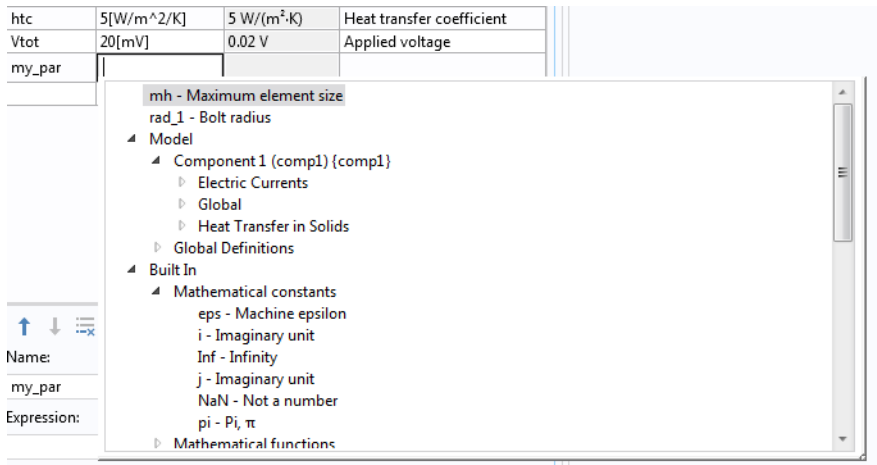 htc 5[W/m^2/K] 5 W/(m²·K) Heat transfer coefficient
Vtot 20[mV] 0.02 V Applied voltage
my_par
mh - Maximum element size
rad_1 - Bolt radius
Model
Component 1 (comp1) {comp1}
Electric Currents
Global
Heat Transfer in Solids
Global Definitions
Built In
Mathematical constants
eps - Machine epsilon
i - Imaginary unit
Inf - Infinity
j - Imaginary unit
NaN - Not a number
pi - Pi, π
Mathematical functions
Name:
my_par
Expression: